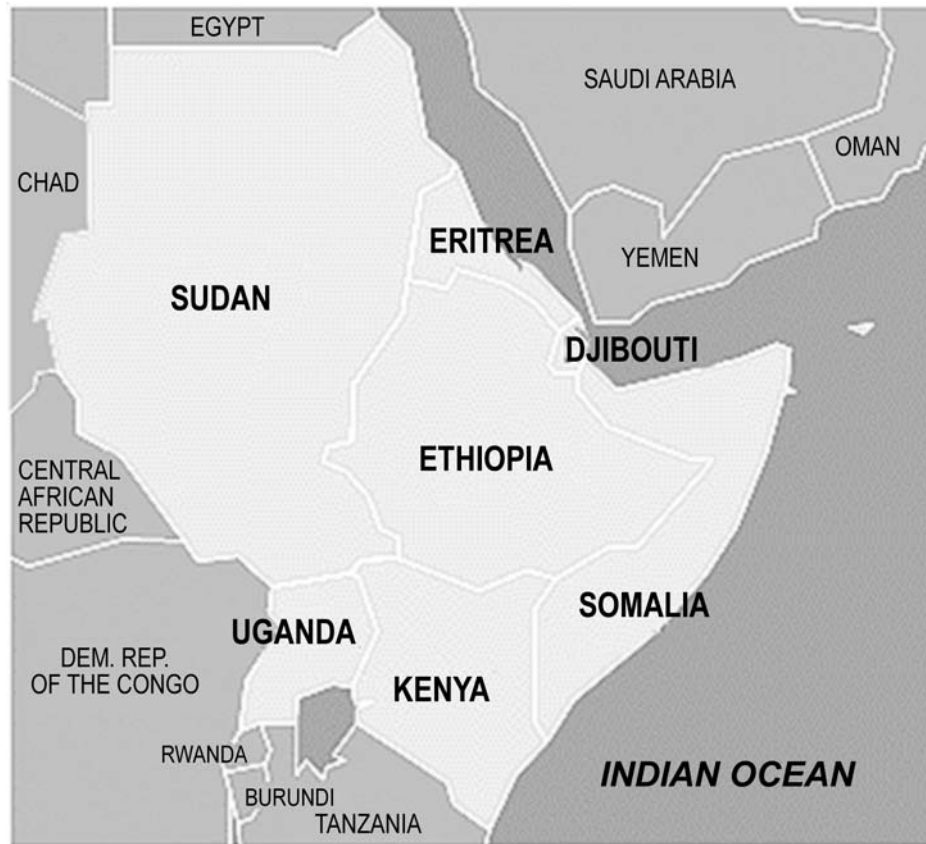 EGYPT
SAUDI ARABIA
OMAN
CHAD
ERITREA
YEMEN
SUDAN
DJIBOUTI
ETHIOPIA
CENTRAL
AFRICAN
REPUBLIC
SOMALIA
UGANDA
DEM. REP.
OF THE CONGO
KENYA
RWANDA
INDIAN OCEAN
BURUNDI
TANZANIA